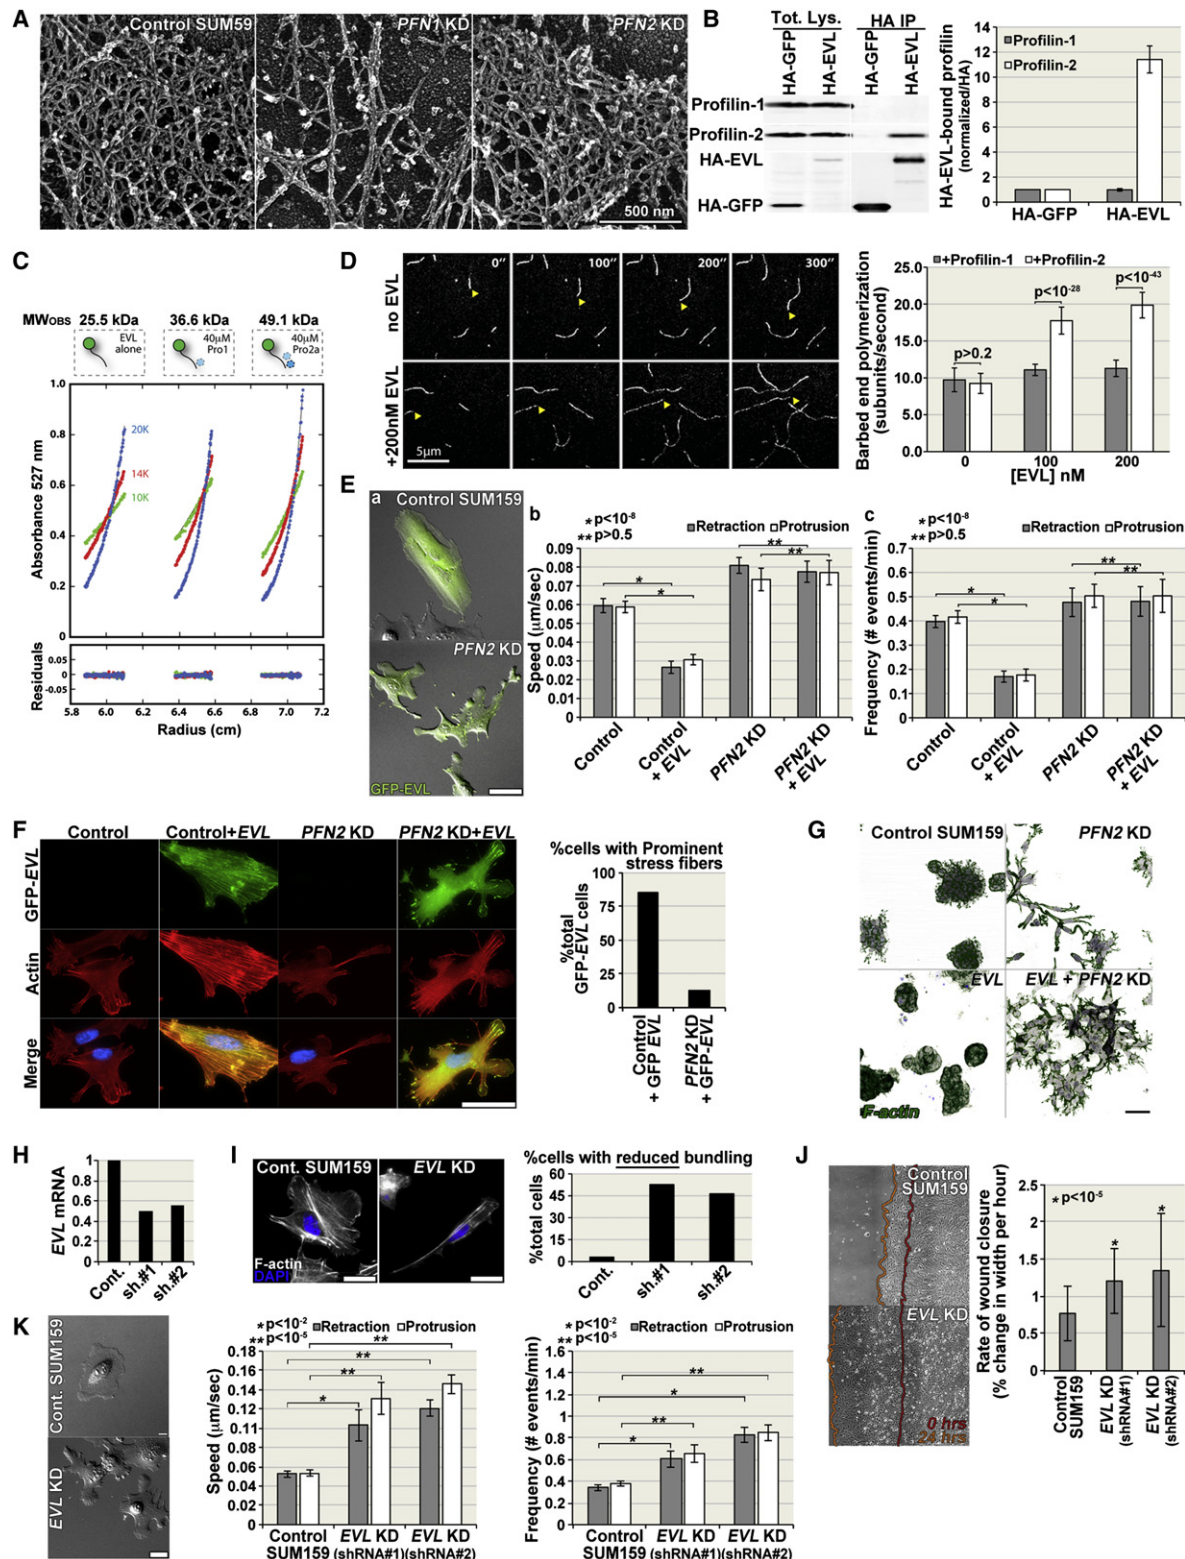 A
Control SUM59
PFN1 KD
PFN2 KD
500 nm
B
Tot. Lys.
HA IP
HA-GFP
HA-EVL
HA-GFP
HA-EVL
Profilin-1
Profilin-2
HA-EVL
HA-GFP
HA-EVL-bound profilin
(normalized/HA)
14
12
10
8
6
4
2
0
Profilin-1
Profilin-2
HA-GFP
HA-EVL
C
MWOBS
25.5 kDa
36.6 kDa
49.1 kDa
EVL
alone
40μM
Pro1
40μM
Pro2a
Absorbance 527 nm
1.0
0.8
0.6
0.4
0.2
20K
14K
10K
Residuals
0.05
0
-0.05
5.8 6.0 6.2 6.4 6.6 6.8 7.0 7.2
Radius (cm)
D
no EVL
+200nM EVL
0''
100''
200''
300''
5μm
Barbed end polymerization
(subunits/second)
25.0
20.0
15.0
10.0
5.0
0.0
+Profilin-1
+Profilin-2
p>0.2
p<10-28
p<10-43
0 100 200
[EVL] nM
E
a
Control SUM159
PFN2 KD
GFP-EVL
b
* p<10-8
** p>0.5
Retraction
Protrusion
Speed (μm/sec)
0.09
0.08
0.07
0.06
0.05
0.04
0.03
0.02
0.01
0
*
*
**
**
Control
Control
+ EVL
PFN2 KD
PFN2 KD
+ EVL
c
* p<10-8
** p>0.5
Retraction
Protrusion
Frequency (# events/min)
0.7
0.6
0.5
0.4
0.3
0.2
0.1
0
*
*
**
**
Control
Control
+ EVL
PFN2 KD
PFN2 KD
+ EVL
F
Control
Control+EVL
PFN2 KD
PFN2 KD+EVL
GFP-EVL
Actin
Merge
%cells with Prominent
stress fibers
%total
GFP-EVL cells
100
75
50
25
0
Control
+ GFP EVL
PFN2 KD
+ GFP-EVL
G
Control SUM159
PFN2 KD
EVL
EVL + PFN2 KD
F-actin
H
EVL mRNA
1
0.8
0.6
0.4
0.2
0
Cont.
sh.#1
sh.#2
I
Cont. SUM159
EVL KD
F-actin
DAPI
%cells with reduced bundling
%total cells
60
45
30
15
0
Cont.
sh.#1
sh.#2
J
Control
SUM159
EVL KD
0 hrs
24 hrs
Rate of wound closure
(% change in width per hour)
2.5
2
1.5
1
0.5
0
* p<10-5
*
*
Control
SUM159
EVL KD
(shRNA#1)
EVL KD
(shRNA#2)
K
Cont. SUM159
EVL KD
* p<10-2
** p<10-5
Retraction
Protrusion
Speed (μm/sec)
0.18
0.16
0.14
0.12
0.1
0.08
0.06
0.04
0.02
0
*
**
**
**
Control
SUM159
EVL KD
(shRNA#1)
EVL KD
(shRNA#2)
* p<10-2
** p<10-5
Retraction
Protrusion
Frequency (# events/min)
1.6
1.4
1.2
1
0.8
0.6
0.4
0.2
0
*
**
*
**
Control
SUM159
EVL KD
(shRNA#1)
EVL KD
(shRNA#2)